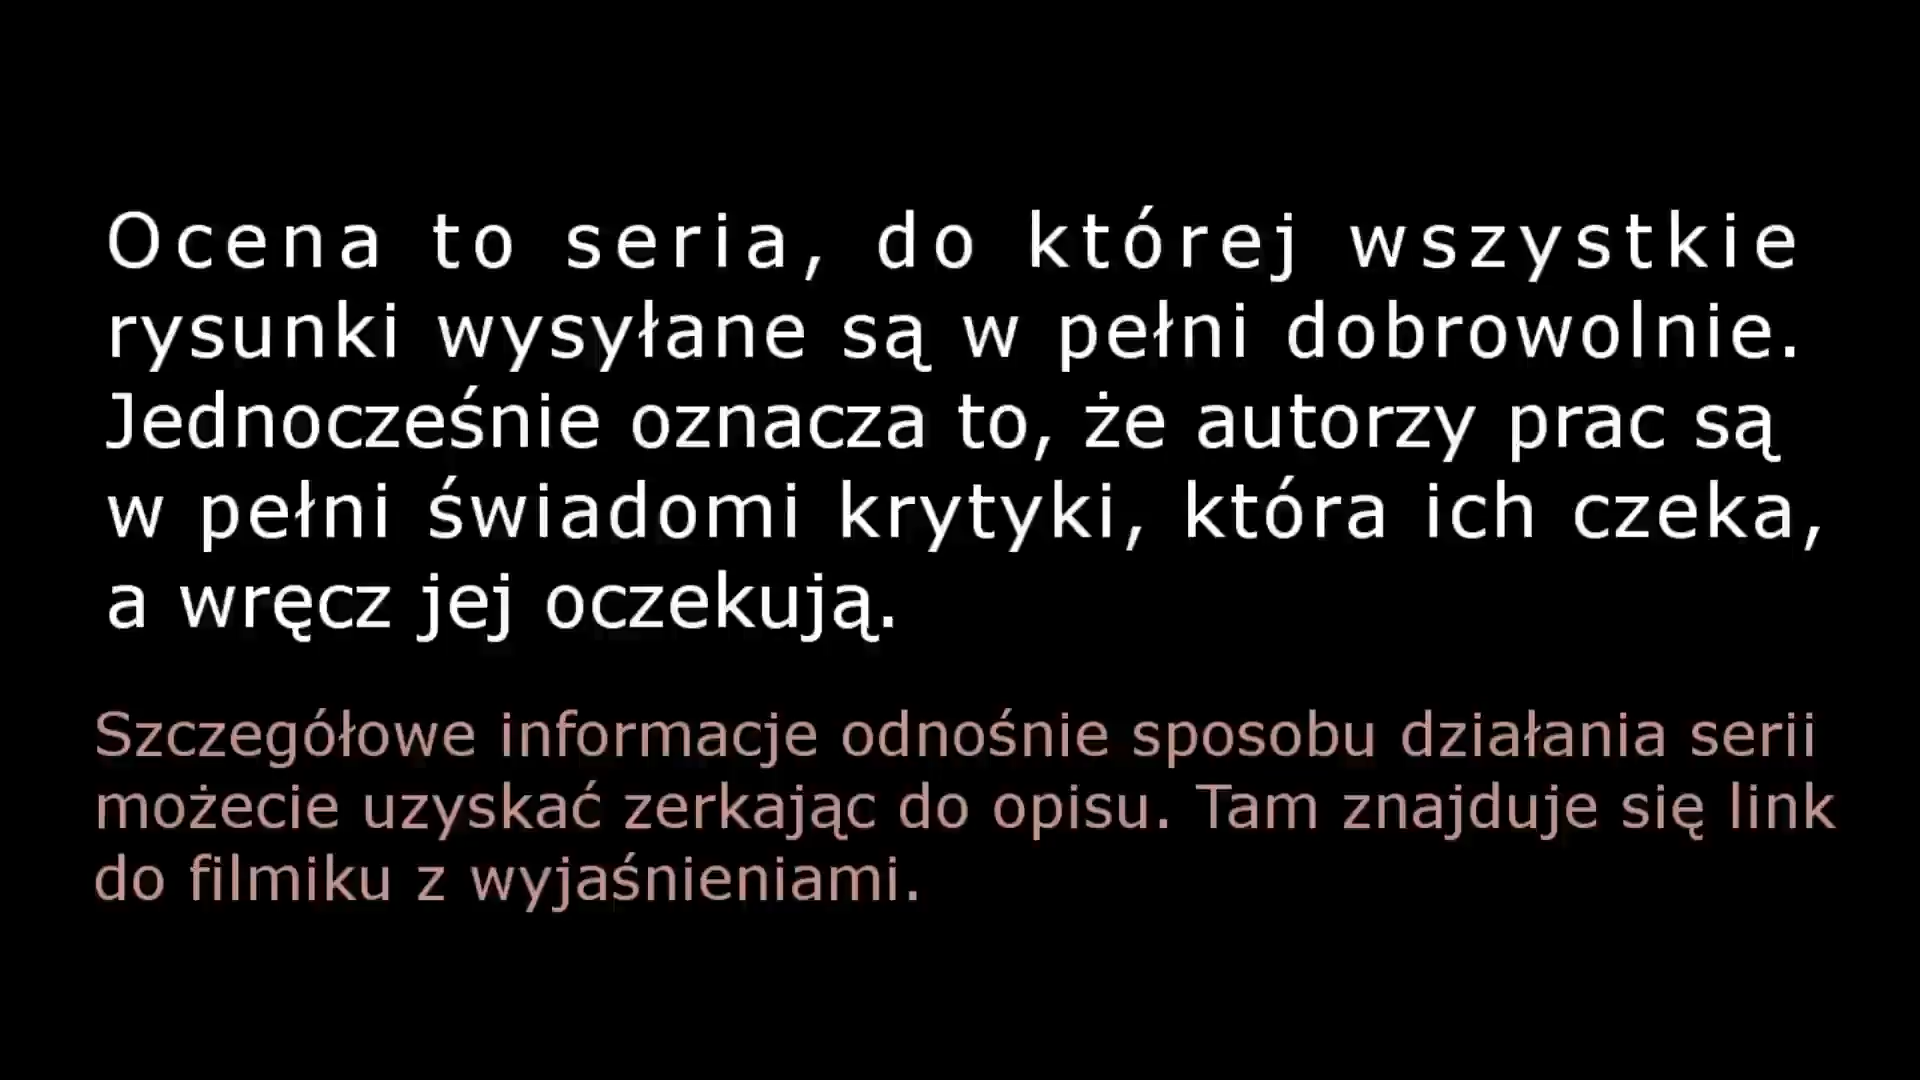 Ocena to seria, do której wszystkie
rysunki wysyłane są w pełni dobrowolnie.
Jednocześnie oznacza to, że autorzy prac są
w pełni świadomi krytyki, która ich czeka,
a wręcz jej oczekują.
Szczegółowe informacje odnośnie sposobu działania serii
możecie uzyskać zerkając do opisu. Tam znajduje się link
do filmiku z wyjaśnieniami.